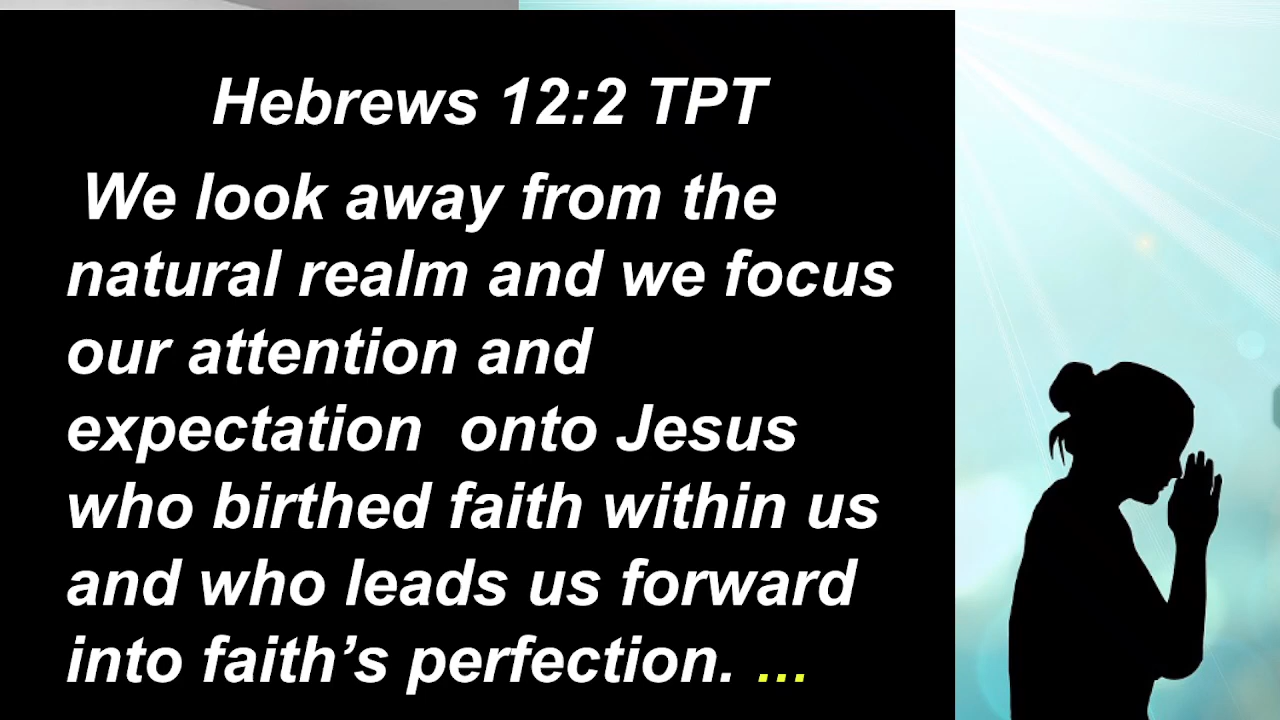 Hebrews 12:2 TPT
We look away from the
natural realm and we focus
our attention and
expectation  onto Jesus
who birthed faith within us
and who leads us forward
into faith’s perfection. ...